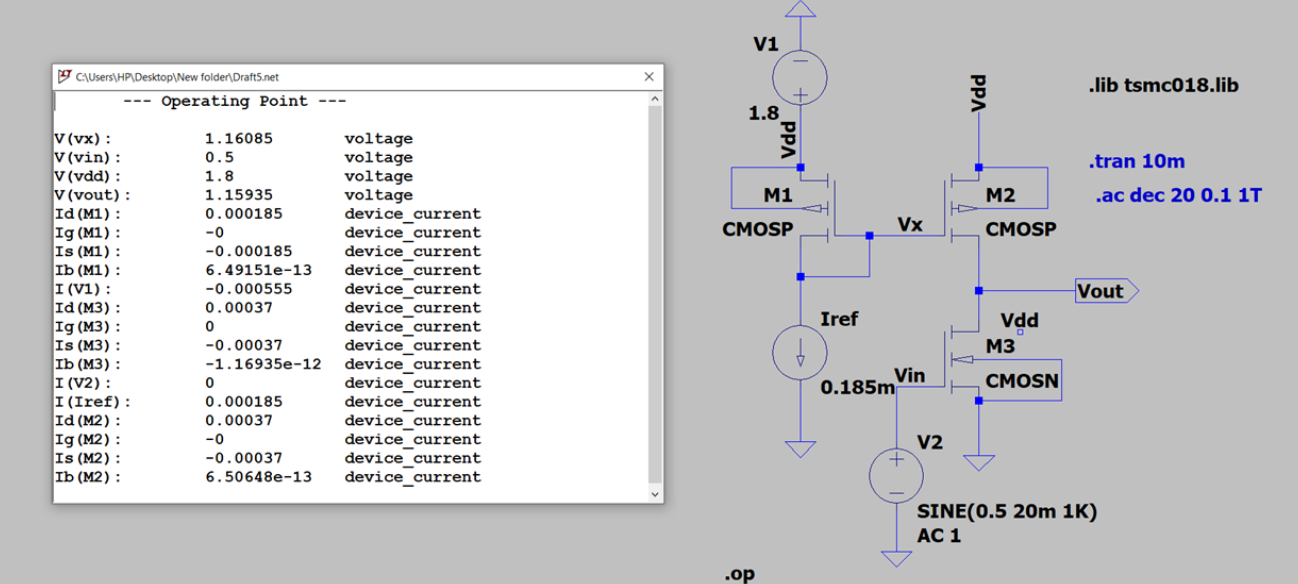 C:\Users\HP\Desktop\New folder\Draft5.net
--- Operating Point ---
V(vx): 1.16085 voltage
V(vin): 0.5 voltage
V(vdd): 1.8 voltage
V(vout): 1.15935 voltage
Id(M1): 0.000185 device_current
Ig(M1): -0 device_current
Is(M1): -0.000185 device_current
Ib(M1): 6.49151e-13 device_current
I(V1): -0.000555 device_current
Id(M3): 0.00037 device_current
Ig(M3): 0 device_current
Is(M3): -0.00037 device_current
Ib(M3): -1.16935e-12 device_current
I(V2): 0 device_current
I(Iref): 0.000185 device_current
Id(M2): 0.00037 device_current
Ig(M2): -0 device_current
Is(M2): -0.00037 device_current
Ib(M2): 6.50648e-13 device_current
V1
1.8
Vdd
Vdd
.lib tsmc018.lib
.tran 10m
.ac dec 20 0.1 1T
M1
CMOSP
Vx
M2
CMOSP
Vout
Iref
0.185m
Vdd
M3
CMOSN
Vin
V2
SINE(0.5 20m 1K)
AC 1
.op